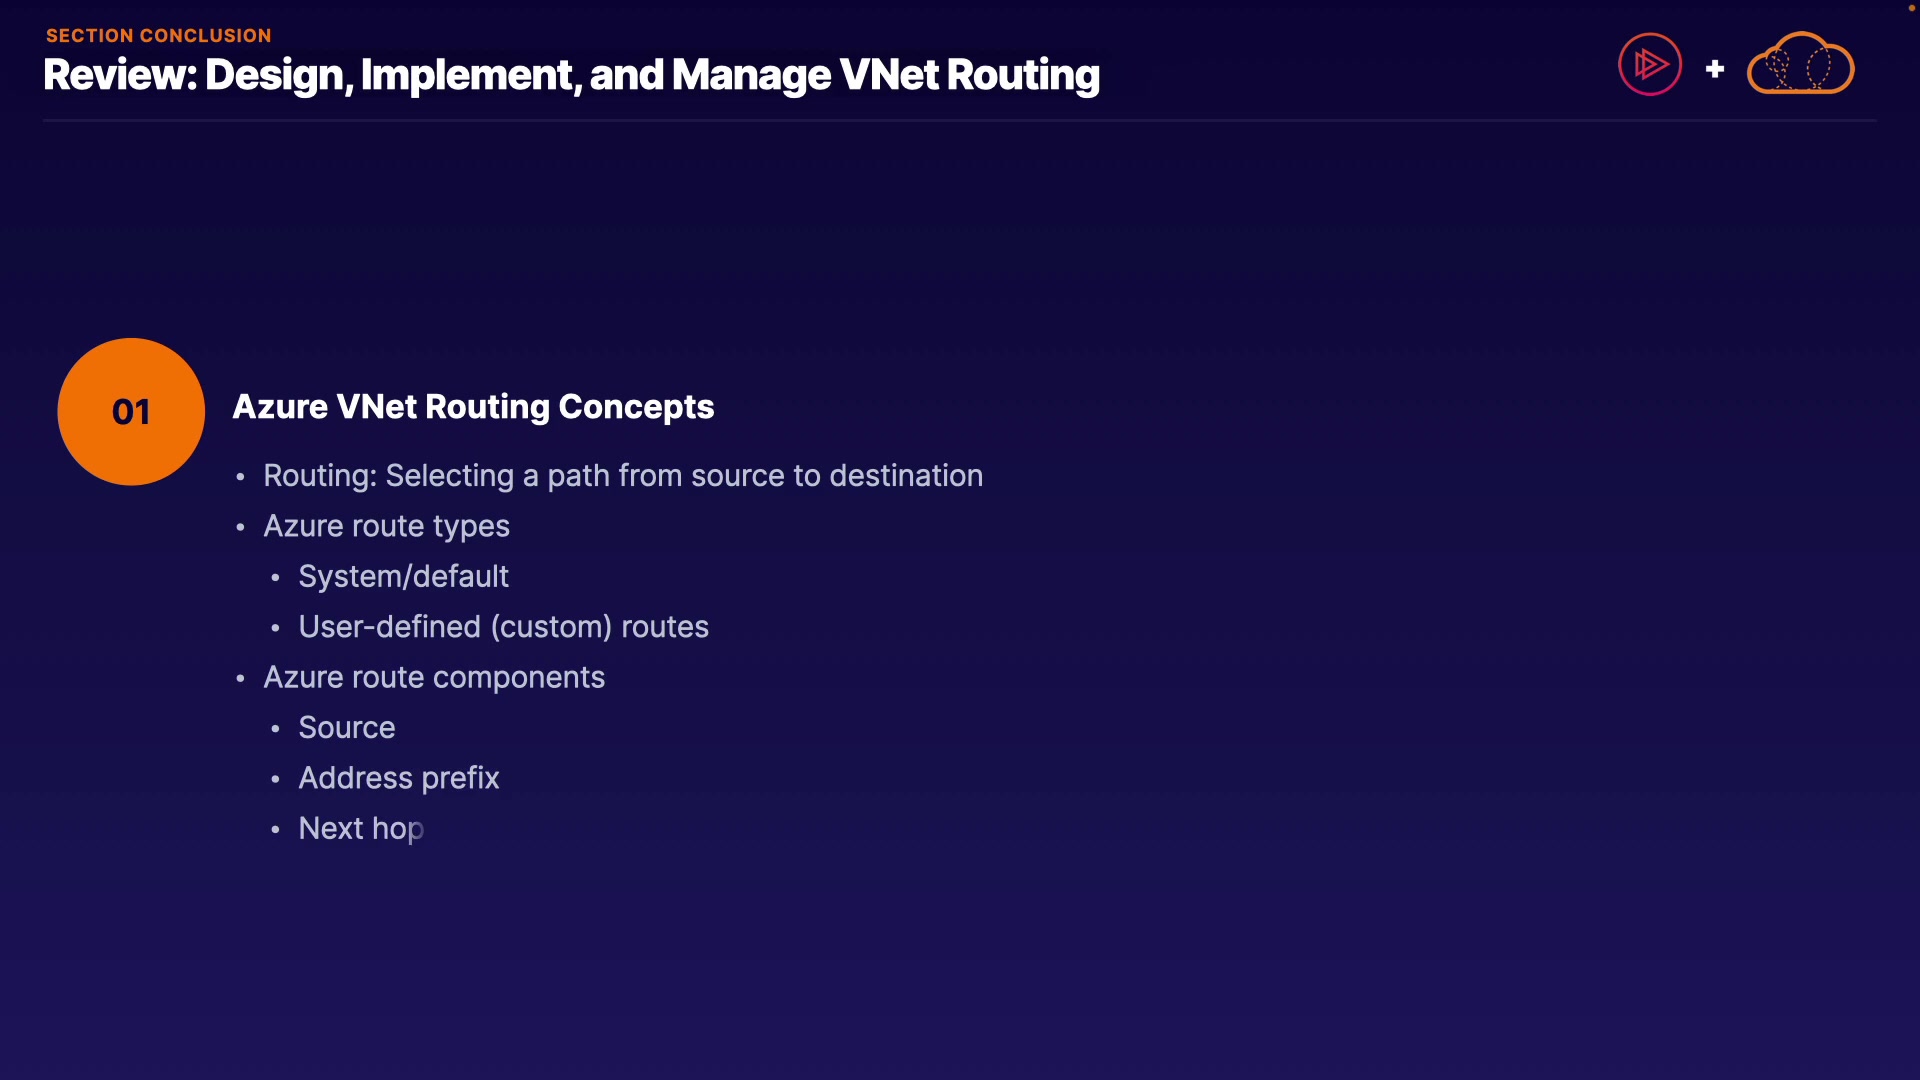 SECTION CONCLUSION
Review: Design, Implement, and Manage VNet Routing
+
01
Azure VNet Routing Concepts
• Routing: Selecting a path from source to destination
• Azure route types
• System/default
• User-defined (custom) routes
• Azure route components
• Source
• Address prefix
• Next hop